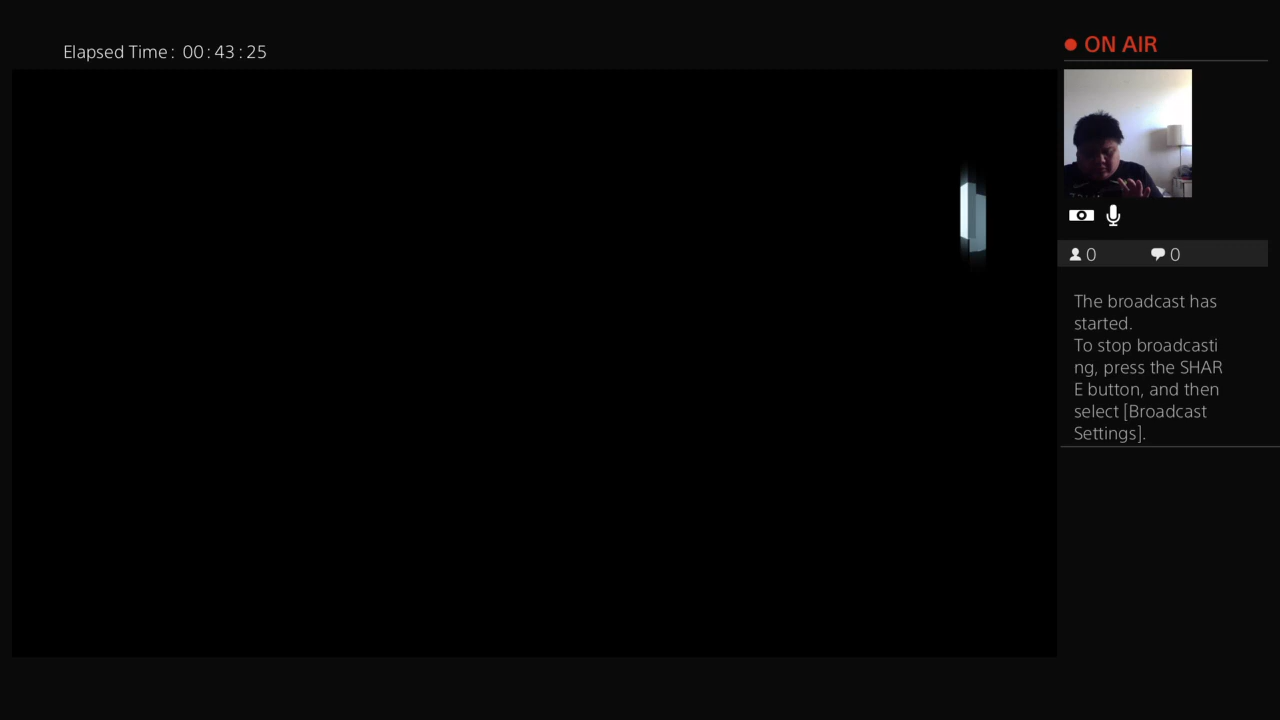 Elapsed Time: 00:43:25
ON AIR
0
0
The broadcast has
started.
To stop broadcasti
ng, press the SHAR
E button, and then
select [Broadcast
Settings].